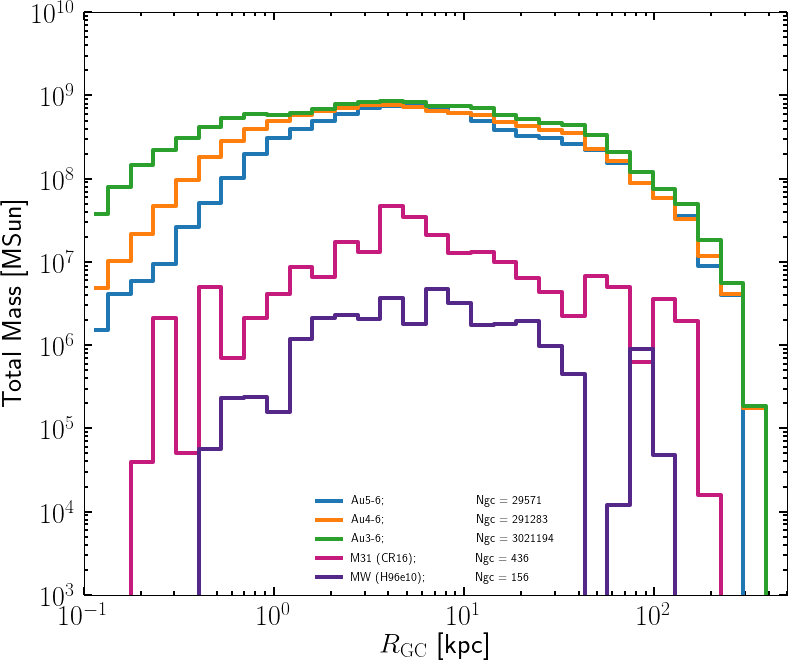 10^10
10^9
10^8
10^7
10^6
10^5
10^4
10^3
Total Mass [MSun]
Au5-6; Ngc = 29571
Au4-6; Ngc = 291283
Au3-6; Ngc = 3021194
M31 (CR16); Ngc = 436
MW (H96e10); Ngc = 156
10^-1 10^0 10^1 10^2
R_GC [kpc]